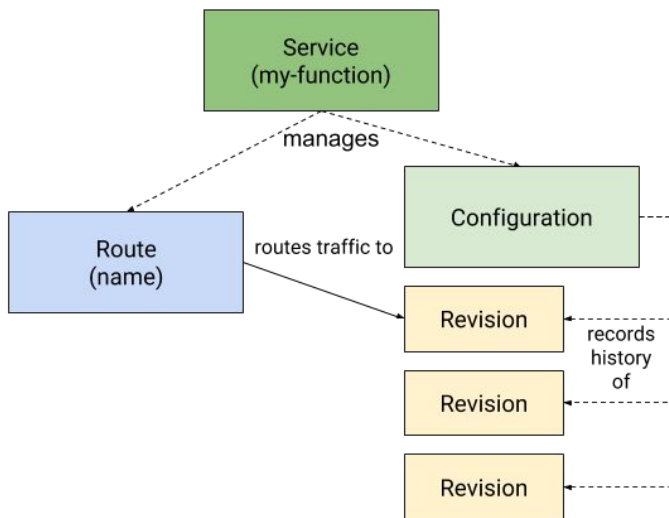 Service
(my-function)
manages
Configuration
Route
(name)
routes traffic to
Revision
records
history
of
Revision
Revision